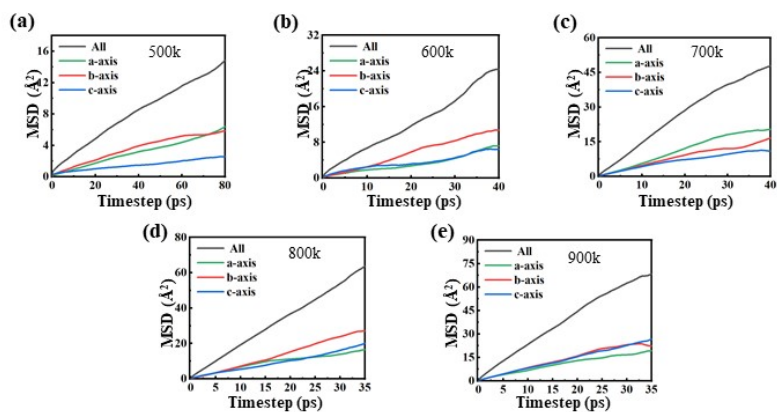 (a)
500k
All
a-axis
b-axis
c-axis
MSD (Å²)
16
12
8
4
0
0 20 40 60 80
Timestep (ps)
(b)
600k
All
a-axis
b-axis
c-axis
MSD (Å²)
32
24
16
8
0
0 10 20 30 40
Timestep (ps)
(c)
700k
All
a-axis
b-axis
c-axis
MSD (Å²)
60
45
30
15
0
0 10 20 30 40
Timestep (ps)
(d)
800k
All
a-axis
b-axis
c-axis
MSD (Å²)
80
60
40
20
0
0 5 10 15 20 25 30 35
Timestep (ps)
(e)
900k
All
a-axis
b-axis
c-axis
MSD (Å²)
90
75
60
45
30
15
0
0 5 10 15 20 25 30 35
Timestep (ps)